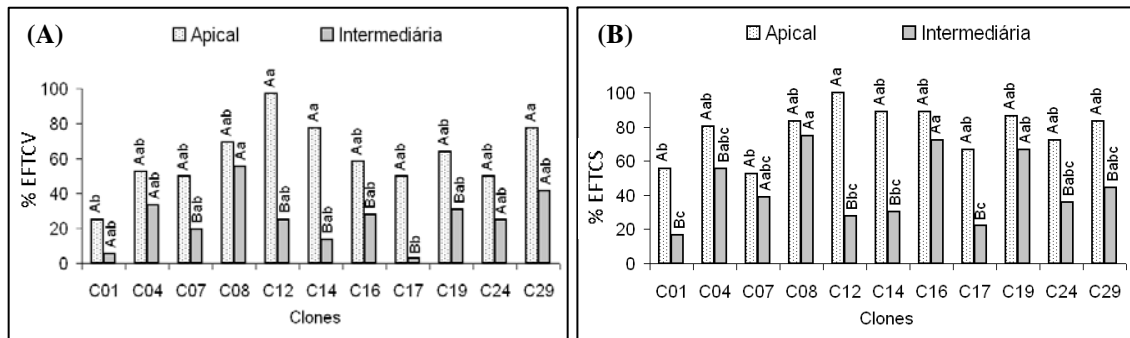 (A)
Apical Intermediária
% EFTCV
100
80
60
40
20
0
Ab Aab Aab Aab Aab Bab Aab Aa Aa Bab Aa Bab Aab Bab Aab Bb Aab Bab Aab Aab Aa Aa
C01 C04 C07 C08 C12 C14 C16 C17 C19 C24 C29
Clones
(B)
Apical Intermediária
% EFTCS
100
80
60
40
20
0
Ab Bc Aab Babc Aab Aabc Aab Aa Aa Bbc Aab Bbc Aab Aa Aab Bc Aab Aab Aab Babc Aab Babc
C01 C04 C07 C08 C12 C14 C16 C17 C19 C24 C29
Clones